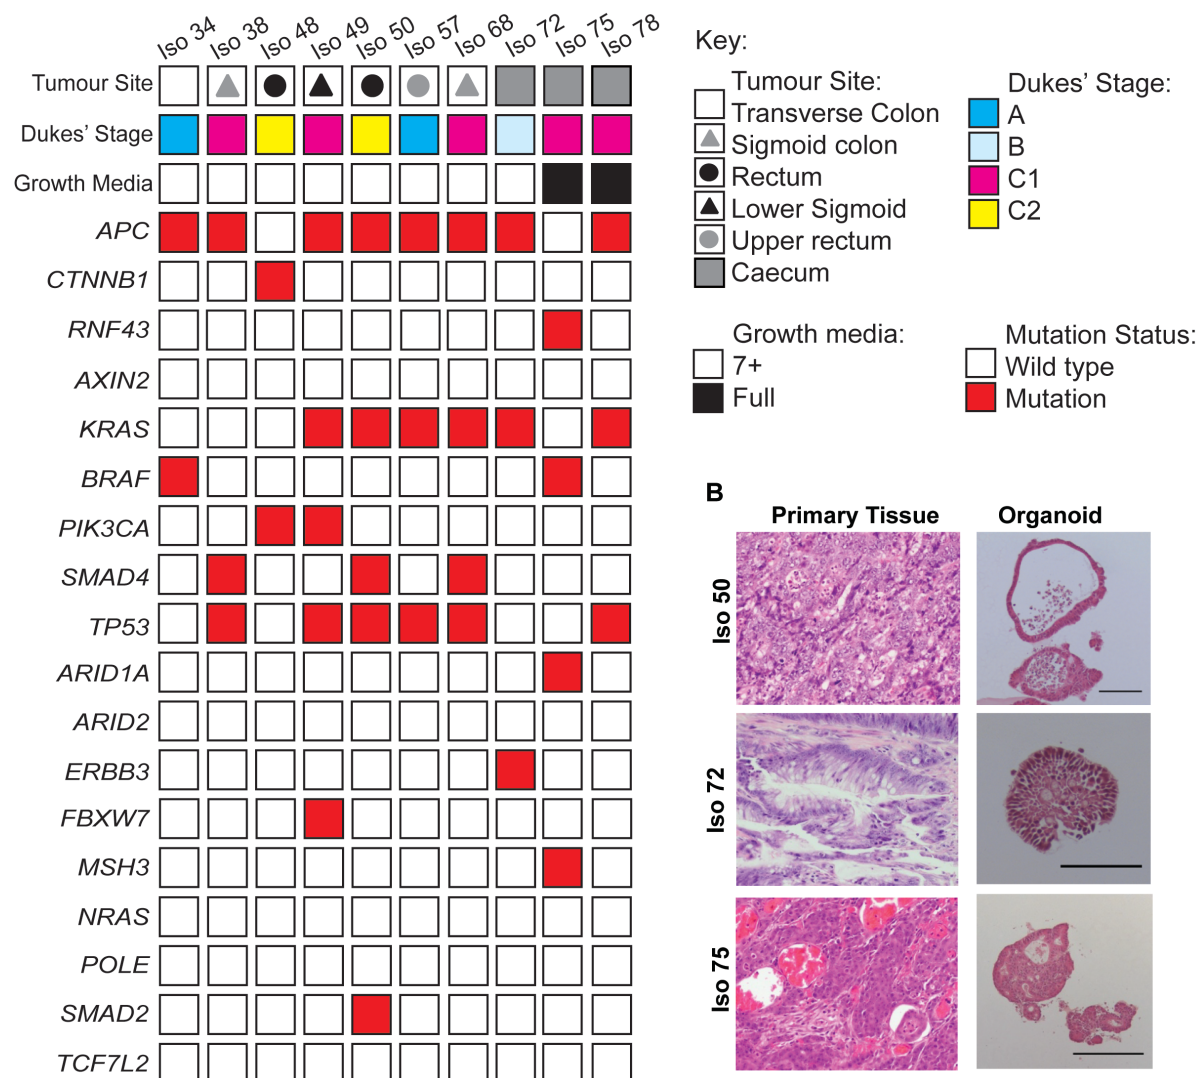 Iso 34 Iso 38 Iso 48 Iso 49 Iso 50 Iso 57 Iso 68 Iso 72 Iso 75 Iso 78
Tumour Site
Dukes’ Stage
Growth Media
APC
CTNNB1
RNF43
AXIN2
KRAS
BRAF
PIK3CA
SMAD4
TP53
ARID1A
ARID2
ERBB3
FBXW7
MSH3
NRAS
POLE
SMAD2
TCF7L2
Key:
Tumour Site:
Transverse Colon
Sigmoid colon
Rectum
Lower Sigmoid
Upper rectum
Caecum
Dukes’ Stage:
A
B
C1
C2
Growth media:
7+
Full
Mutation Status:
Wild type
Mutation
B
Primary Tissue Organoid
Iso 50
Iso 72
Iso 75